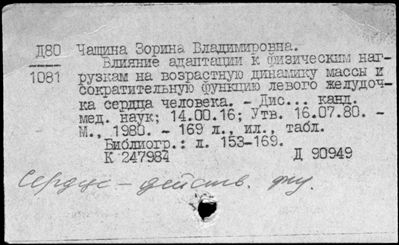 Д80 Чащина Зорина Владимировна.
1081 Влияние адаптации к физическим наг-
рузкам на возрастную динамику массы и
сократительную функцию левого желудоч-
ка сердца человека. – Дис... канд.
мед. наук; 14.00.16; Утв. 16.07.80. –
М., 1980. – 169 л., ил., табл.
Библиогр.: л. 153-169.
К 247984 Д 90949
Сердце – действ. физ.